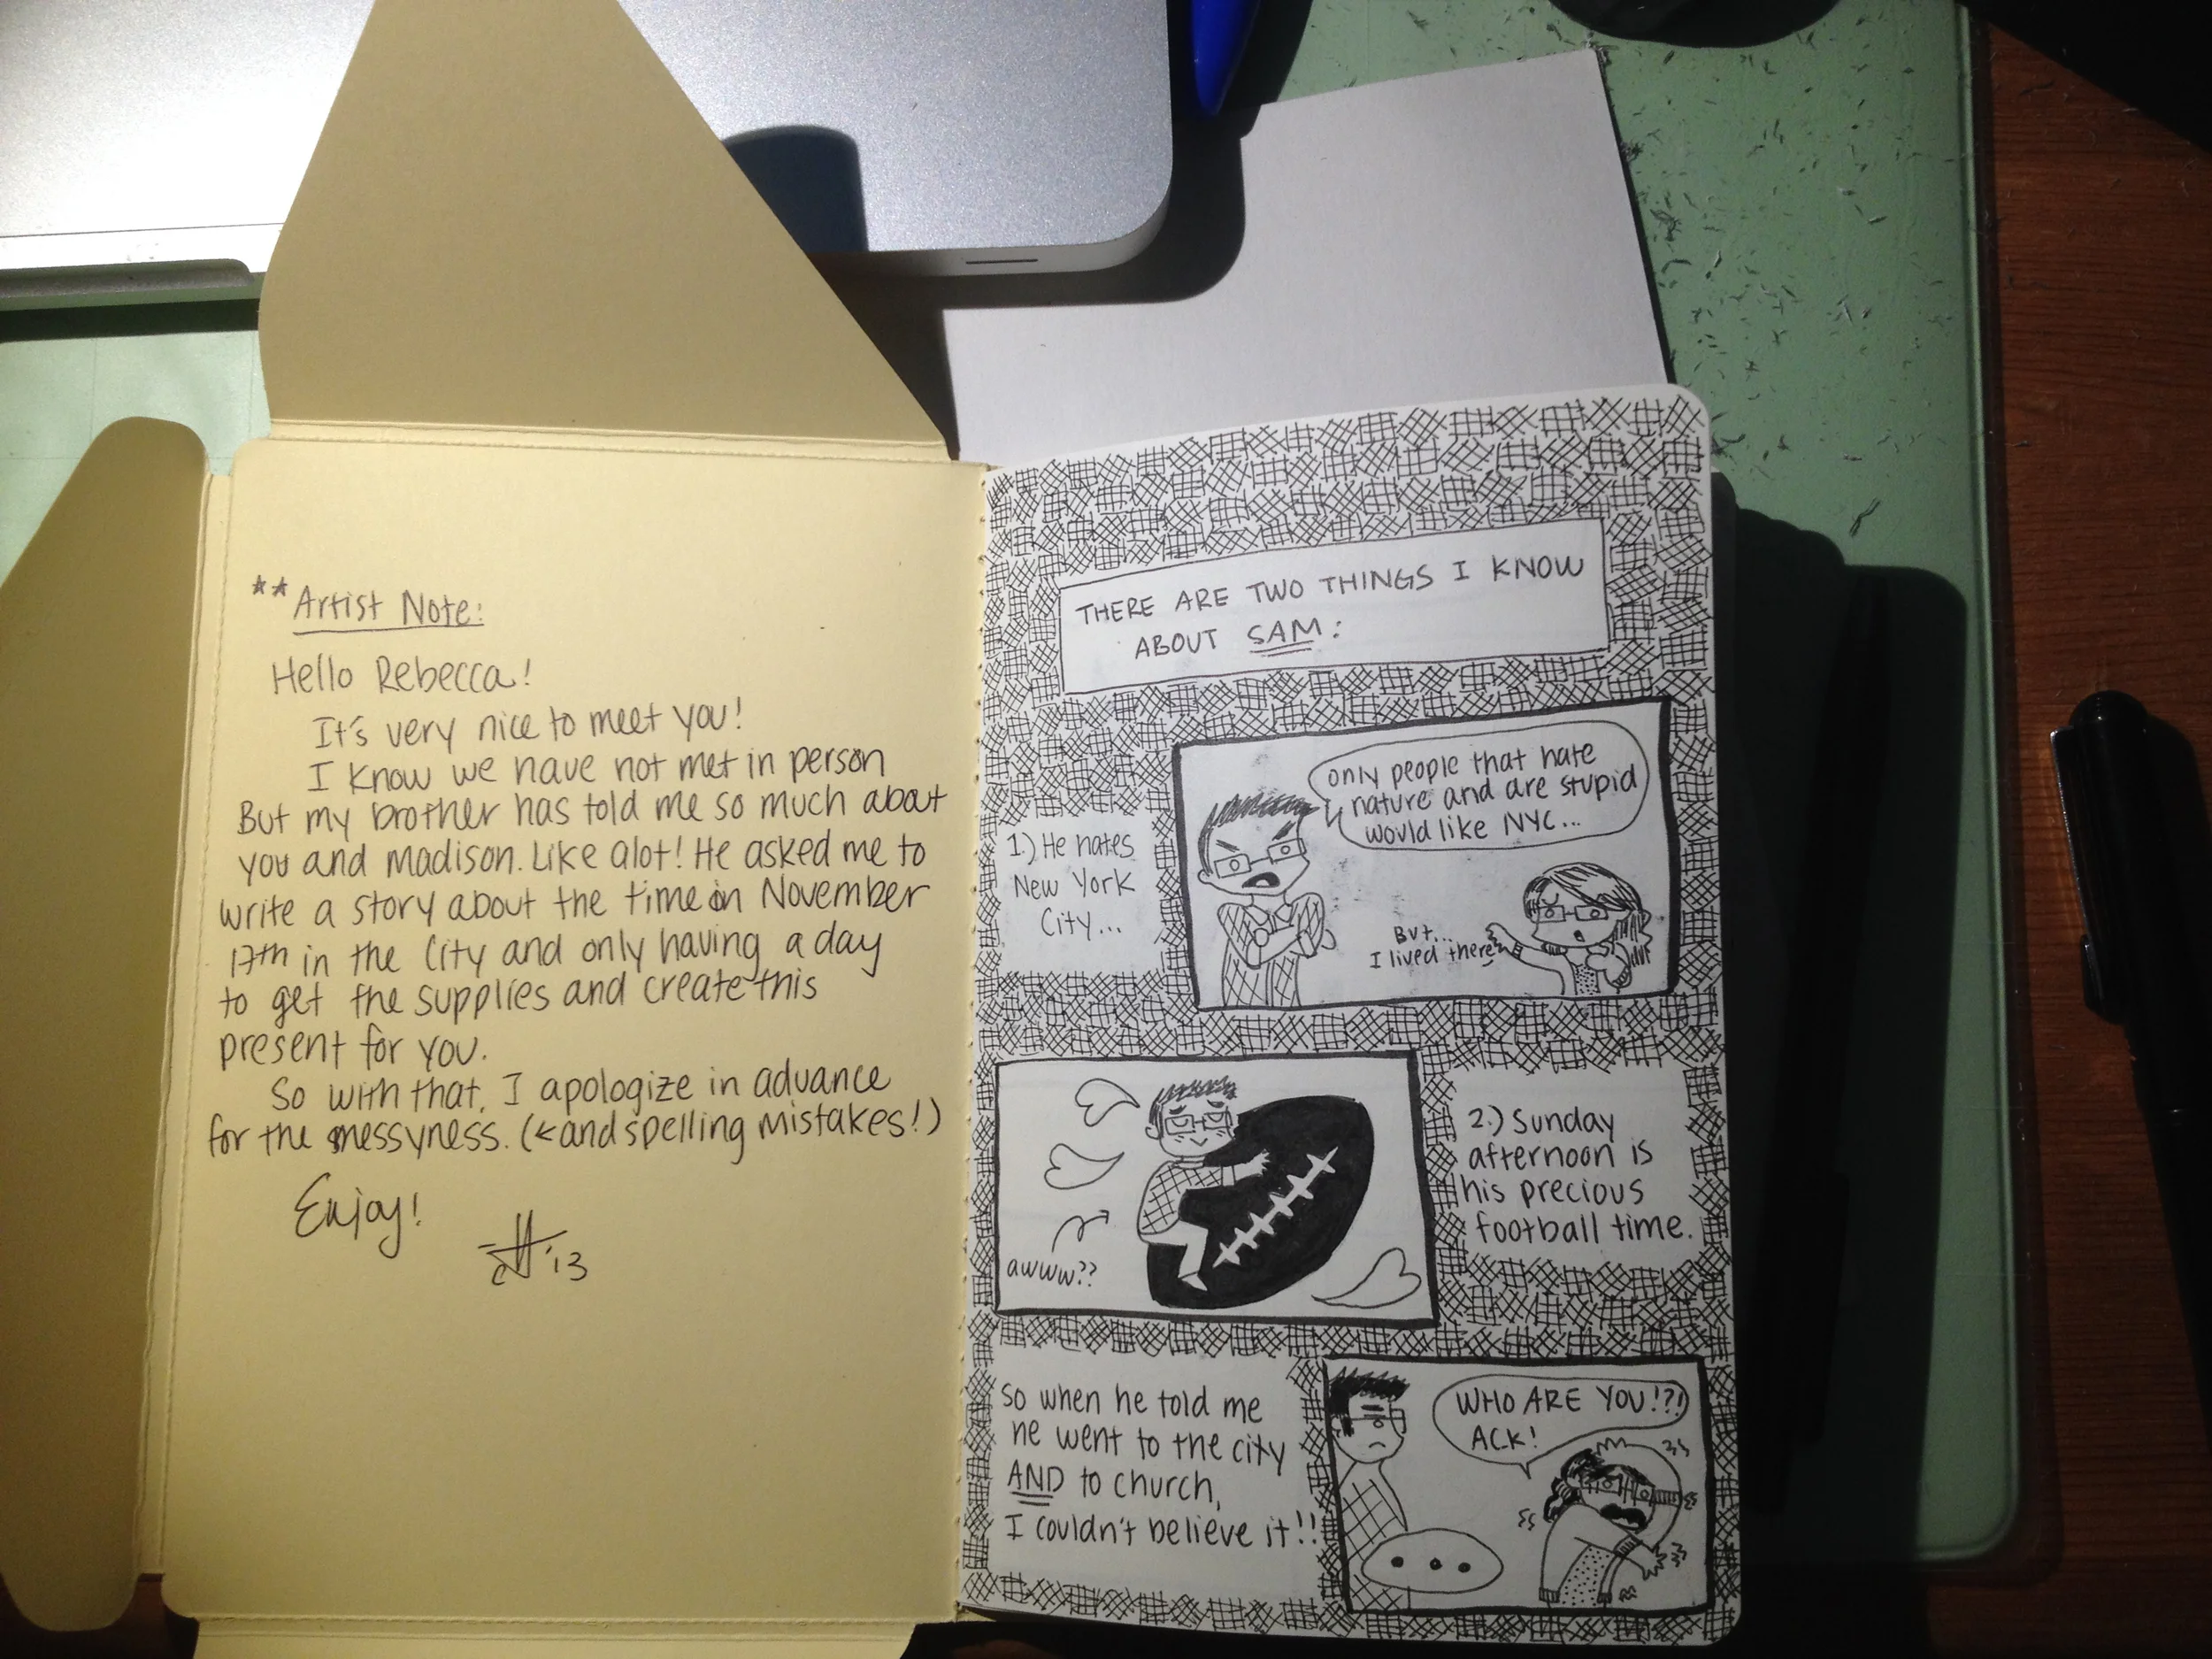 **Artist Note:
Hello Rebecca!
It's very nice to meet you!
I know we have not met in person
But my brother has told me so much about
you and Madison. Like alot! He asked me to
write a story about the time on November
17th in the City and only having a day
to get the supplies and create this
present for you.
So with that, I apologize in advance
for the messyness. (← and spelling mistakes!)
Enjoy!
'13
THERE ARE TWO THINGS I KNOW
ABOUT SAM:
1.) He hates
New York
City...
only people that hate
nature and are stupid
would like NYC...
But...
I lived there
awww??
2.) Sunday
afternoon is
his precious
football time.
So when he told me
he went to the city
AND to church,
I couldn't believe it!!
WHO ARE YOU!?!
ACK!
...